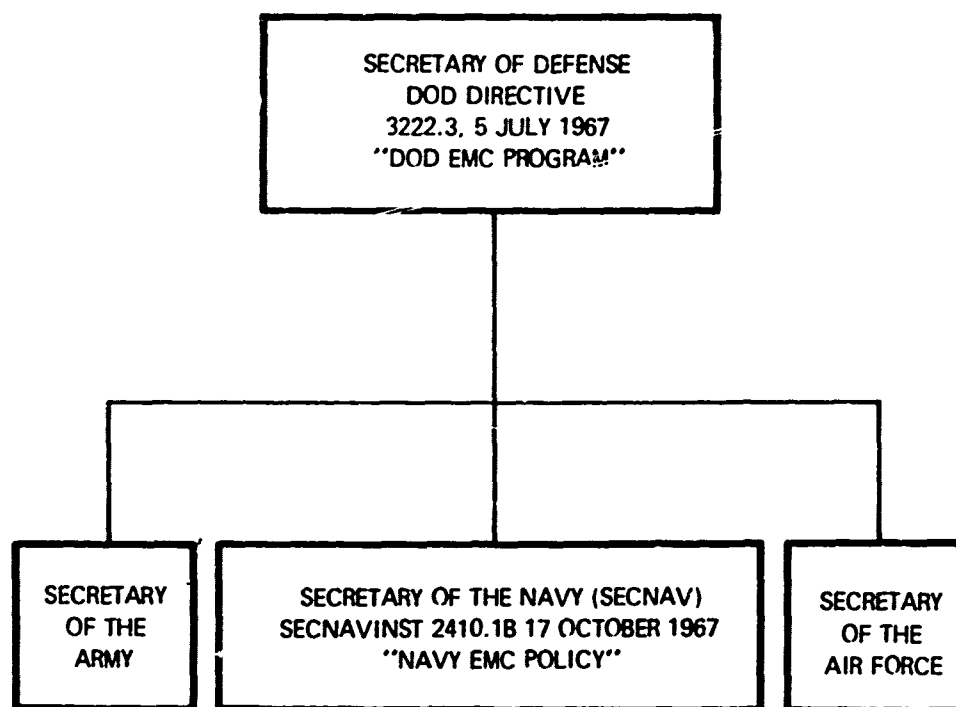 SECRETARY OF DEFENSE
DOD DIRECTIVE
3222.3, 5 JULY 1967
"DOD EMC PROGRAM"
SECRETARY
OF THE
ARMY
SECRETARY OF THE NAVY (SECNAV)
SECNAVINST 2410.1B 17 OCTOBER 1967
"NAVY EMC POLICY"
SECRETARY
OF THE
AIR FORCE